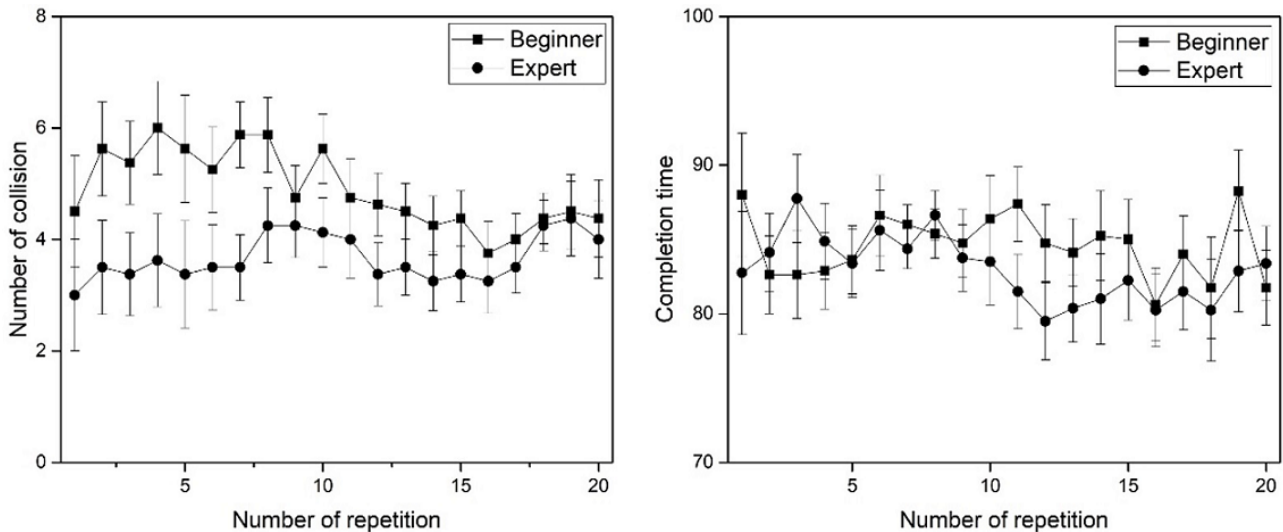 Number of collision
8
6
4
2
0
Beginner
Expert
5
10
15
20
Number of repetition
Completion time
100
90
80
70
Beginner
Expert
5
10
15
20
Number of repetition